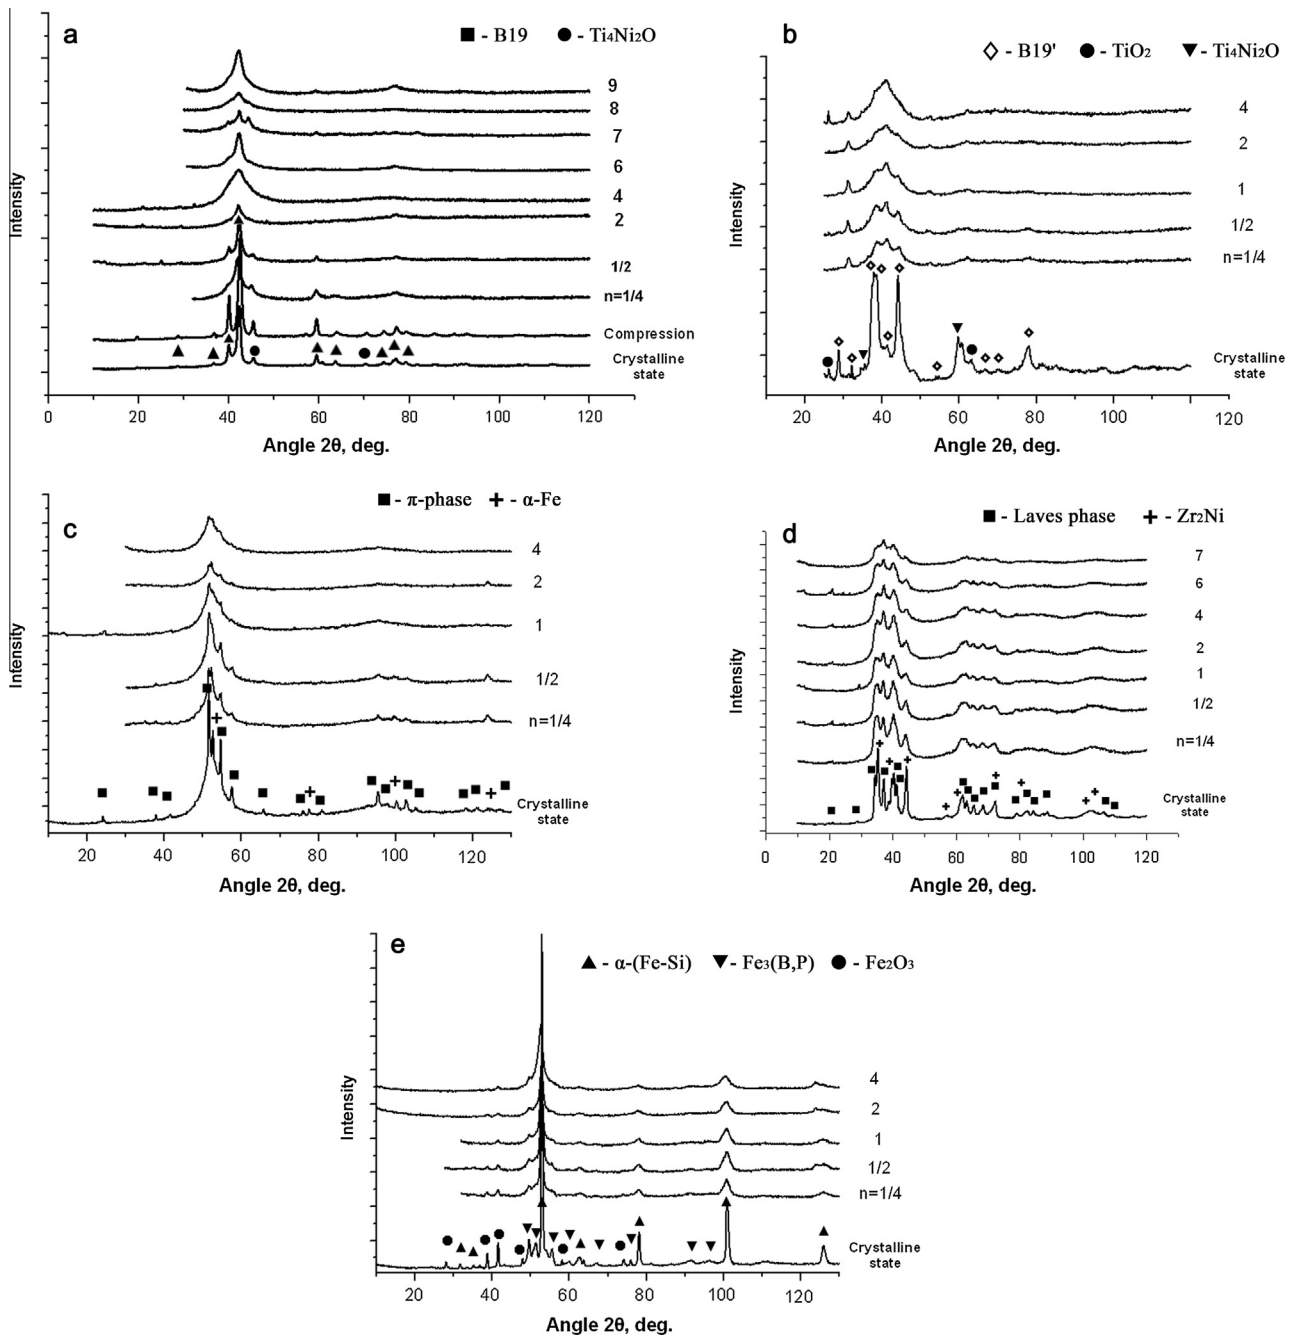 a
■ - B19 ● - Ti₄Ni₂O
9
8
7
6
4
2
1/2
n=1/4
Compression
Crystalline
state
Intensity
0 20 40 60 80 100 120
Angle 2θ, deg.
b
◇ - B19' ● - TiO₂ ▼ - Ti₄Ni₂O
4
2
1
1/2
n=1/4
Crystalline
state
Intensity
20 40 60 80 100 120
Angle 2θ, deg.
c
■ - π-phase + - α-Fe
4
2
1
1/2
n=1/4
Crystalline
state
Intensity
20 40 60 80 100 120
Angle 2θ, deg.
d
■ - Laves phase + - Zr₂Ni
7
6
4
2
1
1/2
n=1/4
Crystalline
state
Intensity
0 20 40 60 80 100 120
Angle 2θ, deg.
e
▲ - α-(Fe-Si) ▼ - Fe₃(B,P) ● - Fe₂O₃
4
2
1
1/2
n=1/4
Crystalline
state
Intensity
20 40 60 80 100 120
Angle 2θ, deg.